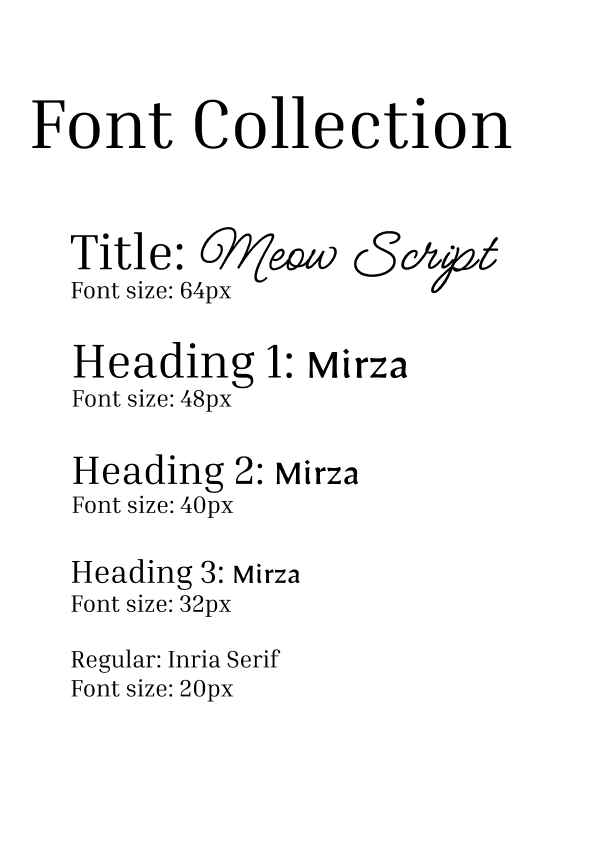 Font Collection
Title: Meow Script
Font size: 64px
Heading 1: Mirza
Font size: 48px
Heading 2: Mirza
Font size: 40px
Heading 3: Mirza
Font size: 32px
Regular: Inria Serif
Font size: 20px